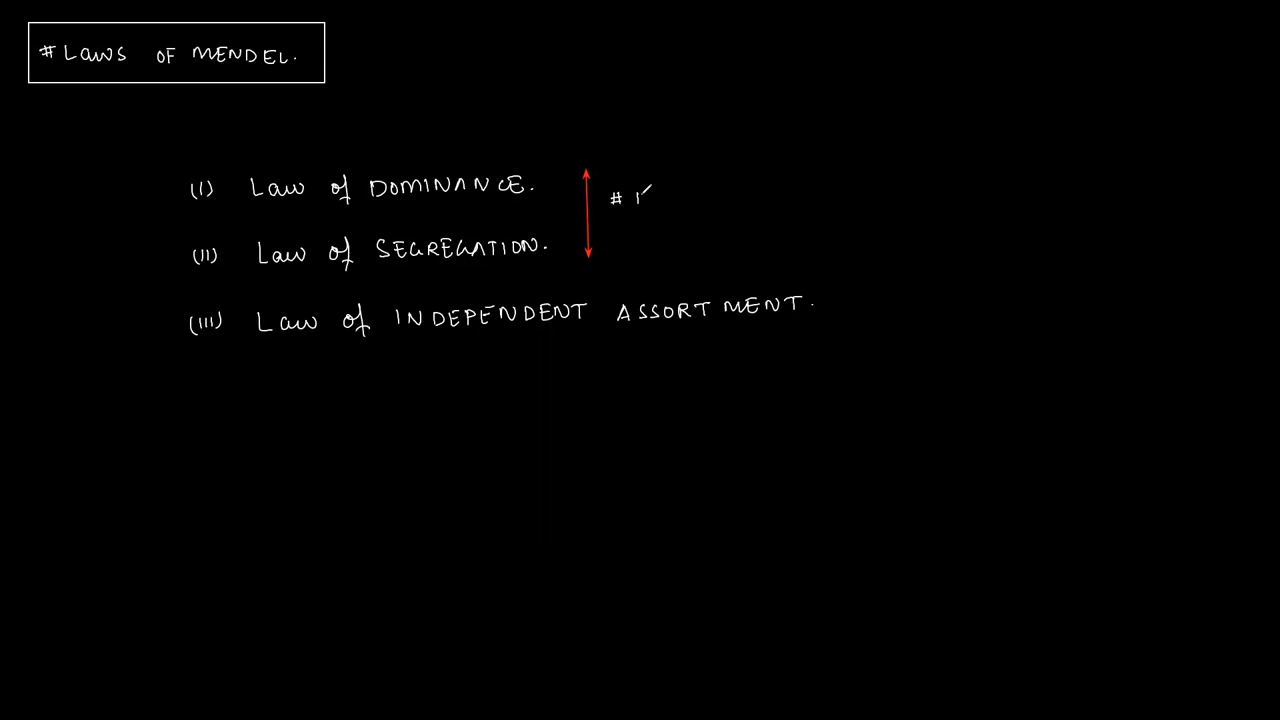 # LAWS OF MENDEL.
(I) Law of DOMINANCE.
(II) Law of SEGREGATION.
(III) Law of INDEPENDENT ASSORTMENT.
#